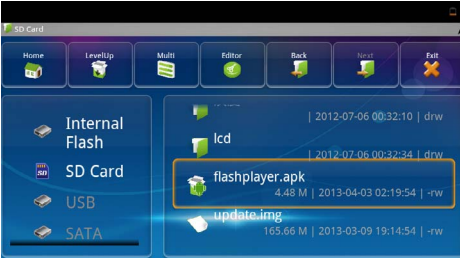 SD Card
Home
LevelUp
Multi
Editor
Back
Next
Exit
Internal
Flash
SD Card
USB
SATA
| 2012-07-06 00:32:10 | drw
lcd
| 2012-07-06 00:32:34 | drw
flashplayer.apk
4.48 M | 2013-04-03 02:19:54 | -rw
update.img
165.66 M | 2013-03-09 19:14:54 | -rw